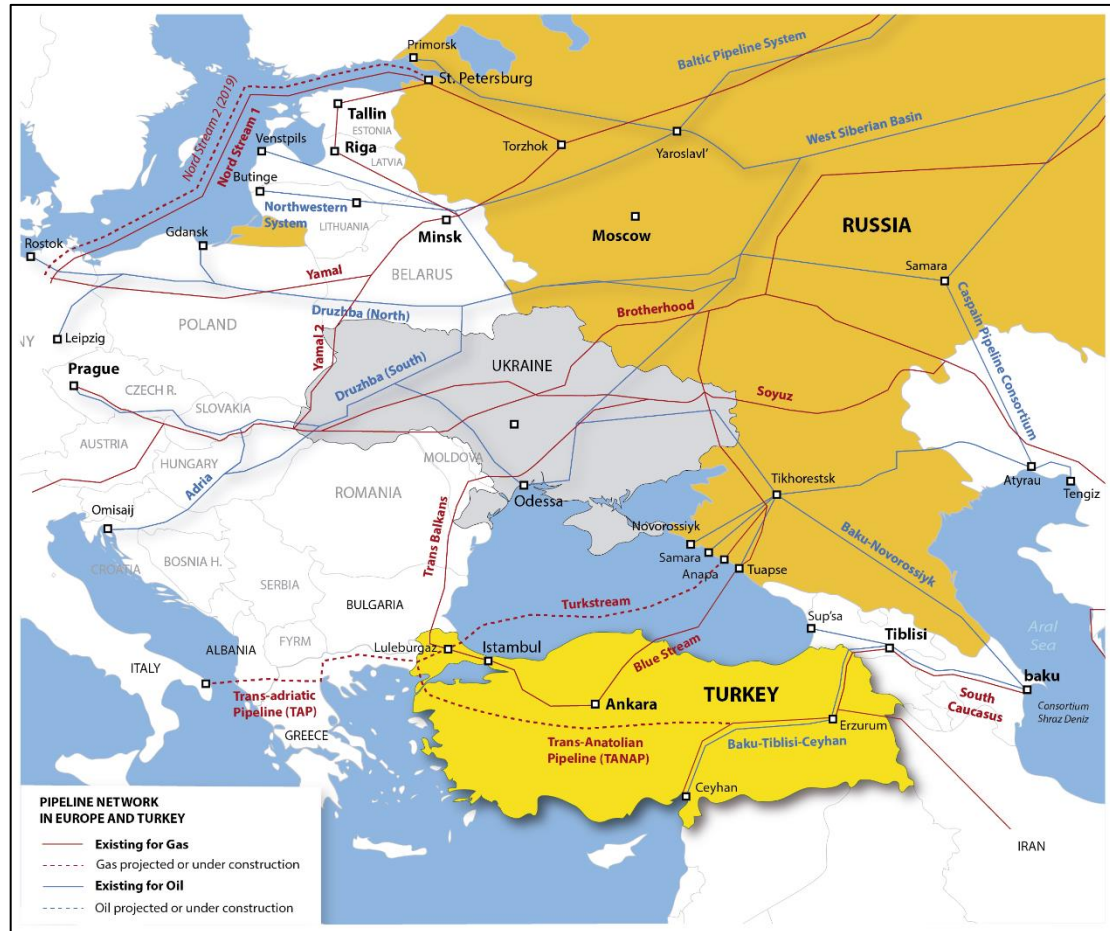 Primorsk
St. Petersburg
Baltic Pipeline System
Nord Stream 2 (2019)
Nord Stream 1
Tallin
ESTONIA
Venstpils
Riga
LATVIA
Torzhok
Yaroslavl’
West Siberian Basin
Butinge
Northwestern
System
LITHUANIA
Rostok
Gdansk
Minsk
Moscow
RUSSIA
BELARUS
Samara
Yamal
Brotherhood
Druzhba (North)
POLAND
Caspain Pipeline Consortium
NY
Leipzig
Yamal 2
Druzhba (South)
UKRAINE
Prague
CZECH R.
SLOVAKIA
Soyuz
AUSTRIA
HUNGARY
Adria
MOLDOVA
ROMANIA
Odessa
Tikhorestsk
Atyrau
Tengiz
Omisaij
CROATIA
BOSNIA H.
SERBIA
Trans Balkans
Novorossiyk
Samara
Anapa
Tuapse
Baku-Novorossiyk
BULGARIA
Turkstream
Sup’sa
Tiblisi
Aral
Sea
FYRM
ALBANIA
ITALY
Luleburgaz
Istambul
Blue Stream
baku
Consortium
Shraz Deniz
South
Caucasus
Trans-adriatic
Pipeline (TAP)
Ankara
TURKEY
Erzurum
GREECE
Trans-Anatolian
Pipeline (TANAP)
Baku-Tiblisi-Ceyhan
Ceyhan
IRAN
PIPELINE NETWORK
IN EUROPE AND TURKEY
Existing for Gas
Gas projected or under construction
Existing for Oil
Oil projected or under construction